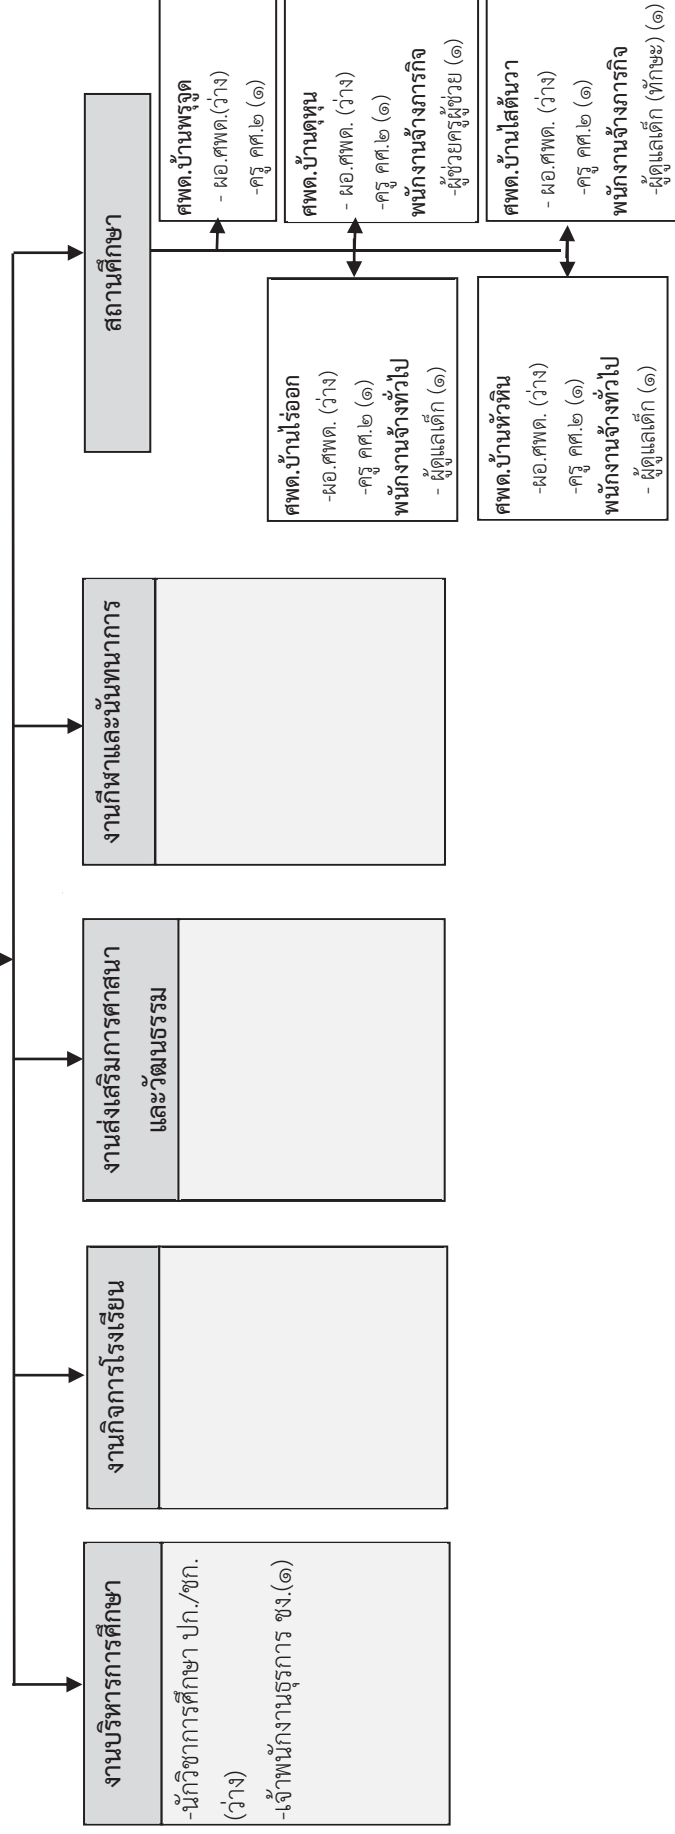 งานบริหารการศึกษา
-นักวิชาการศึกษา ปก./ชก.
(ว่าง)
-เจ้าพนักงานธุรการ ชง.(๑)
งานกิจการโรงเรียน
งานส่งเสริมการศาสนา
และวัฒนธรรม
งานกีฬาและนันทนาการ
สถานศึกษา
ศพด.บ้านไร่ออก
-ผอ.ศพด. (ว่าง)
-ครู คศ.๒ (๑)
พนักงานจ้างทั่วไป
- ผู้ดูแลเด็ก (๑)
ศพด.บ้านหัวหิน
-ผอ.ศพด. (ว่าง)
-ครู คศ.๒ (๑)
พนักงานจ้างทั่วไป
- ผู้ดูแลเด็ก (๑)
ศพด.บ้านพรุจูด
- ผอ.ศพด.(ว่าง)
-ครู คศ.๒ (๑)
ศพด.บ้านดุหุน
- ผอ.ศพด. (ว่าง)
-ครู คศ.๒ (๑)
พนักงานจ้างภารกิจ
-ผู้ช่วยครูผู้ช่วย (๑)
ศพด.บ้านไสต้นวา
- ผอ.ศพด. (ว่าง)
-ครู คศ.๒ (๑)
พนักงานจ้างภารกิจ
-ผู้ดูแลเด็ก (ทักษะ) (๑)